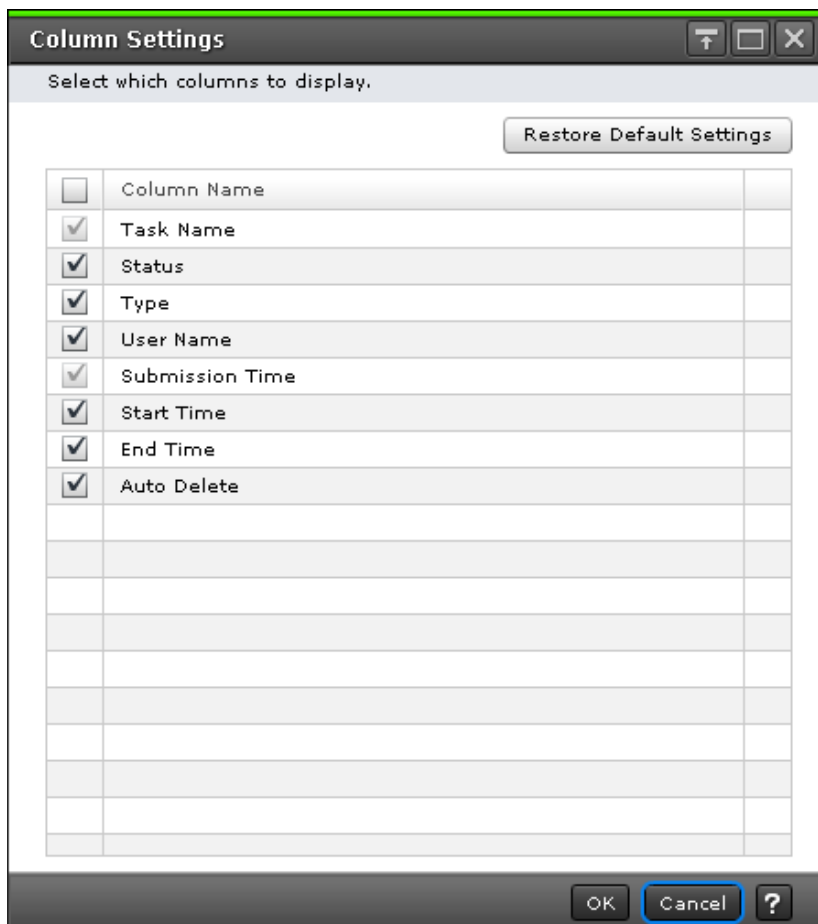 Column Settings
Select which columns to display.
Restore Default Settings
Column Name
Task Name
Status
Type
User Name
Submission Time
Start Time
End Time
Auto Delete
OK Cancel ?